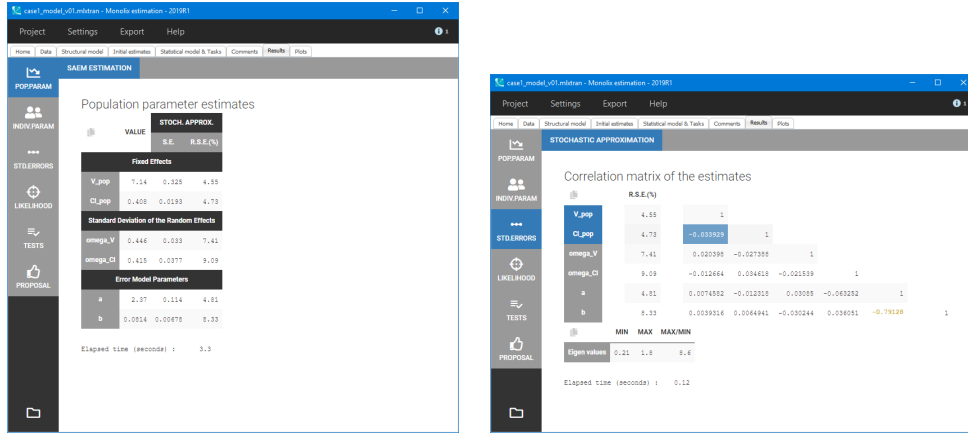 case1_model_v01.mlxtran - Monolix estimation - 2019R1
Project Settings Export Help
1
Home Data Structural model Initial estimates Statistical model & Tasks Comments Results Plots
POP.PARAM
INDIV.PARAM
STD.ERRORS
LIKELIHOOD
TESTS
PROPOSAL
SAEM ESTIMATION
Population parameter estimates
VALUE STOCH. APPROX.
S.E. R.S.E.(%)
Fixed Effects
V_pop 7.14 0.325 4.55
Cl_pop 0.408 0.0193 4.73
Standard Deviation of the Random Effects
omega_V 0.446 0.033 7.41
omega_Cl 0.415 0.0377 9.09
Error Model Parameters
a 2.37 0.114 4.81
b 0.0814 0.00678 8.33
Elapsed time (seconds) : 3.3
case1_model_v01.mlxtran - Monolix estimation - 2019R1
Project Settings Export Help
1
Home Data Structural model Initial estimates Statistical model & Tasks Comments Results Plots
POP.PARAM
INDIV.PARAM
STD.ERRORS
LIKELIHOOD
TESTS
PROPOSAL
STOCHASTIC APPROXIMATION
Correlation matrix of the estimates
R.S.E.(%)
V_pop 4.55 1
Cl_pop 4.73 -0.033929 1
omega_V 7.41 0.020398 -0.027388 1
omega_Cl 9.09 -0.012664 0.034618 -0.021539 1
a 4.81 0.0074582 -0.012318 0.03085 -0.063252 1
b 8.33 0.0039316 0.0064941 -0.030244 0.036051 -0.79128 1
MIN MAX MAX/MIN
Eigen values 0.21 1.8 8.6
Elapsed time (seconds) : 0.12